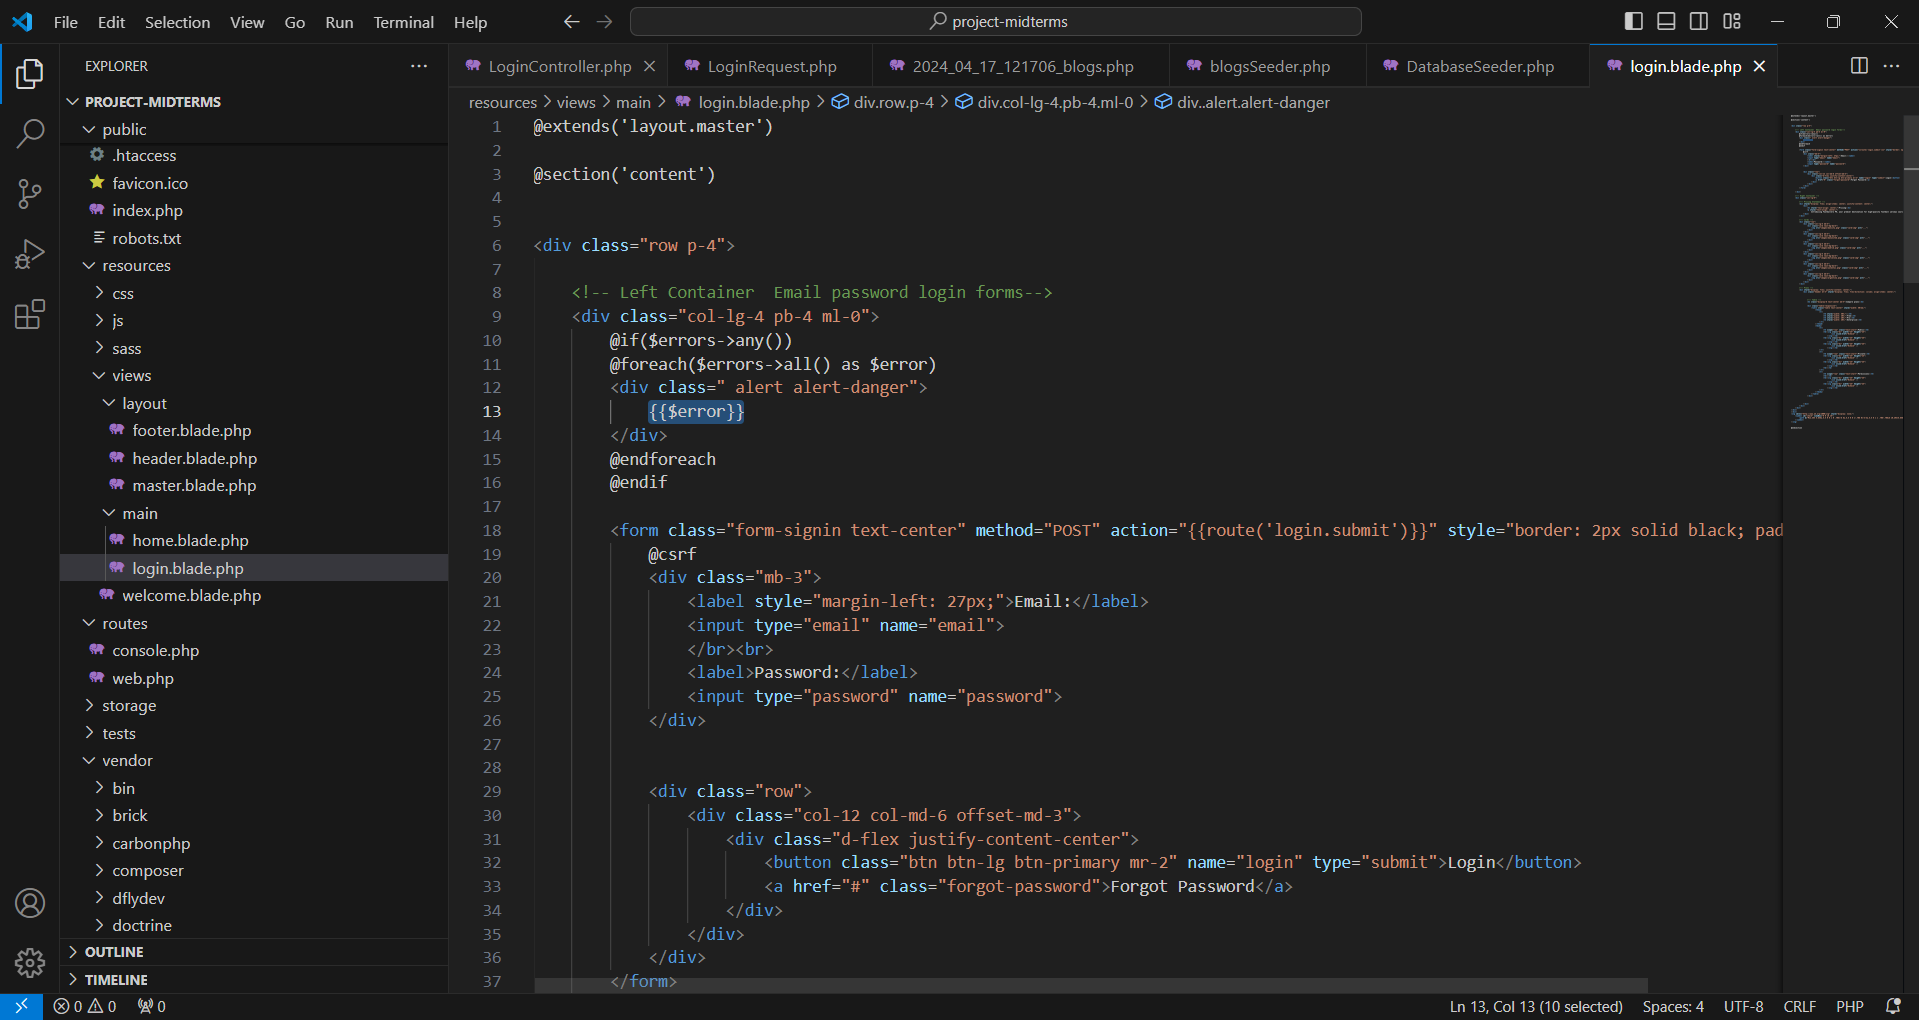 File Edit Selection View Go Run Terminal Help
project-midterms
EXPLORER
PROJECT-MIDTERMS
public
.htaccess
favicon.ico
index.php
robots.txt
resources
css
js
sass
views
layout
footer.blade.php
header.blade.php
master.blade.php
main
home.blade.php
login.blade.php
welcome.blade.php
routes
console.php
web.php
storage
tests
vendor
bin
brick
carbonphp
composer
dflydev
doctrine
OUTLINE
TIMELINE
LoginController.php LoginRequest.php 2024_04_17_121706_blogs.php blogsSeeder.php DatabaseSeeder.php login.blade.php
resources > views > main > login.blade.php > div.row.p-4 > div.col-lg-4.pb-4.ml-0 > div..alert.alert-danger
1 @extends('layout.master')
2
3 @section('content')
4
5
6 <div class="row p-4">
7
8 <!-- Left Container  Email password login forms-->
9 <div class="col-lg-4 pb-4 ml-0">
10 @if($errors->any())
11 @foreach($errors->all() as $error)
12 <div class=" alert alert-danger">
13 {{$error}}
14 </div>
15 @endforeach
16 @endif
17
18 <form class="form-signin text-center" method="POST" action="{{route('login.submit')}}" style="border: 2px solid black; pad
19 @csrf
20 <div class="mb-3">
21 <label style="margin-left: 27px;">Email:</label>
22 <input type="email" name="email">
23 </br><br>
24 <label>Password:</label>
25 <input type="password" name="password">
26 </div>
27
28
29 <div class="row">
30 <div class="col-12 col-md-6 offset-md-3">
31 <div class="d-flex justify-content-center">
32 <button class="btn btn-lg btn-primary mr-2" name="login" type="submit">Login</button>
33 <a href="#" class="forgot-password">Forgot Password</a>
34 </div>
35 </div>
36 </div>
37 </form>
0 0 0
Ln 13, Col 13 (10 selected) Spaces: 4 UTF-8 CRLF PHP